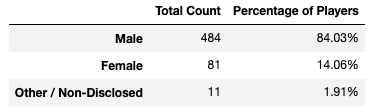 Total Count Percentage of Players
Male 484 84.03%
Female 81 14.06%
Other / Non-Disclosed 11 1.91%